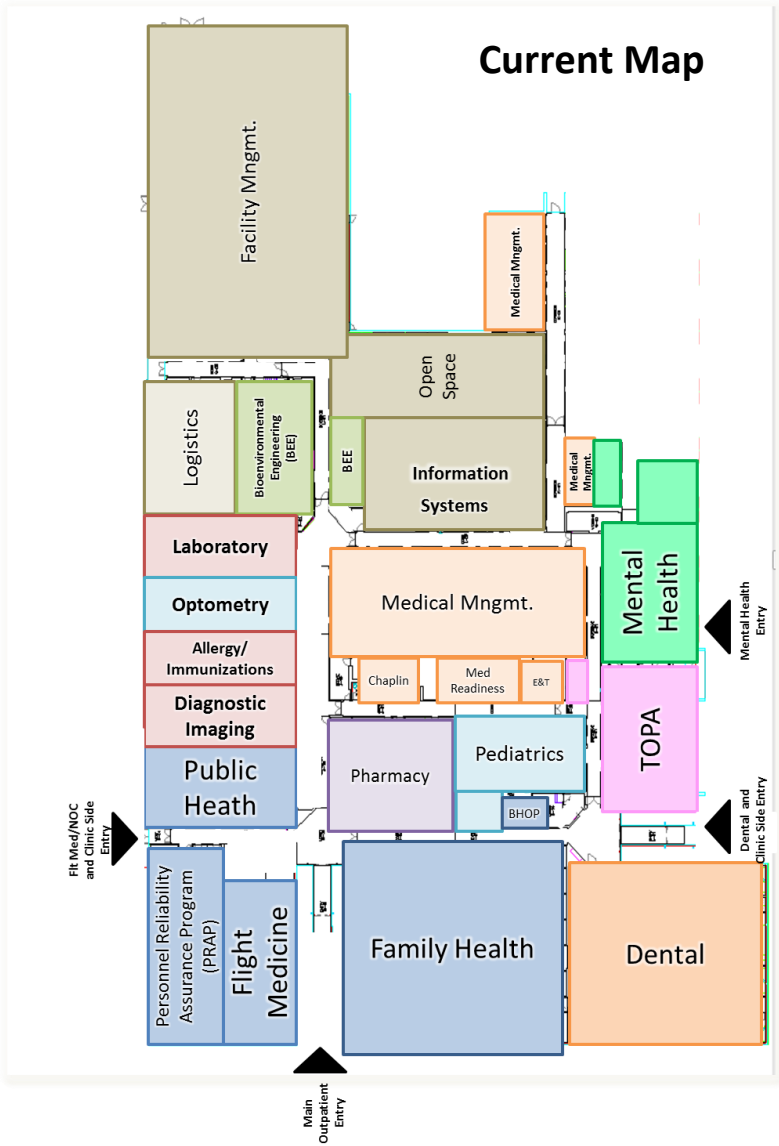 Current Map
Facility Mngmt.
Medical Mngmt.
Open
Space
Logistics
Bioenvironmental
Engineering
(BEE)
BEE
Information
Systems
Medical
Mngmt.
Laboratory
Optometry
Allergy/
Immunizations
Diagnostic
Imaging
Public
Heath
Medical Mngmt.
Chaplin
Med
Readiness
E&T
Mental
Health
Mental Health
Entry
TOPA
Pharmacy
Pediatrics
BHOP
Flt Med/NOC
and Clinic Side
Entry
Dental and
Clinic Side Entry
Personnel Reliability
Assurance Program
(PRAP)
Flight
Medicine
Family Health
Dental
Main
Outpatient
Entry